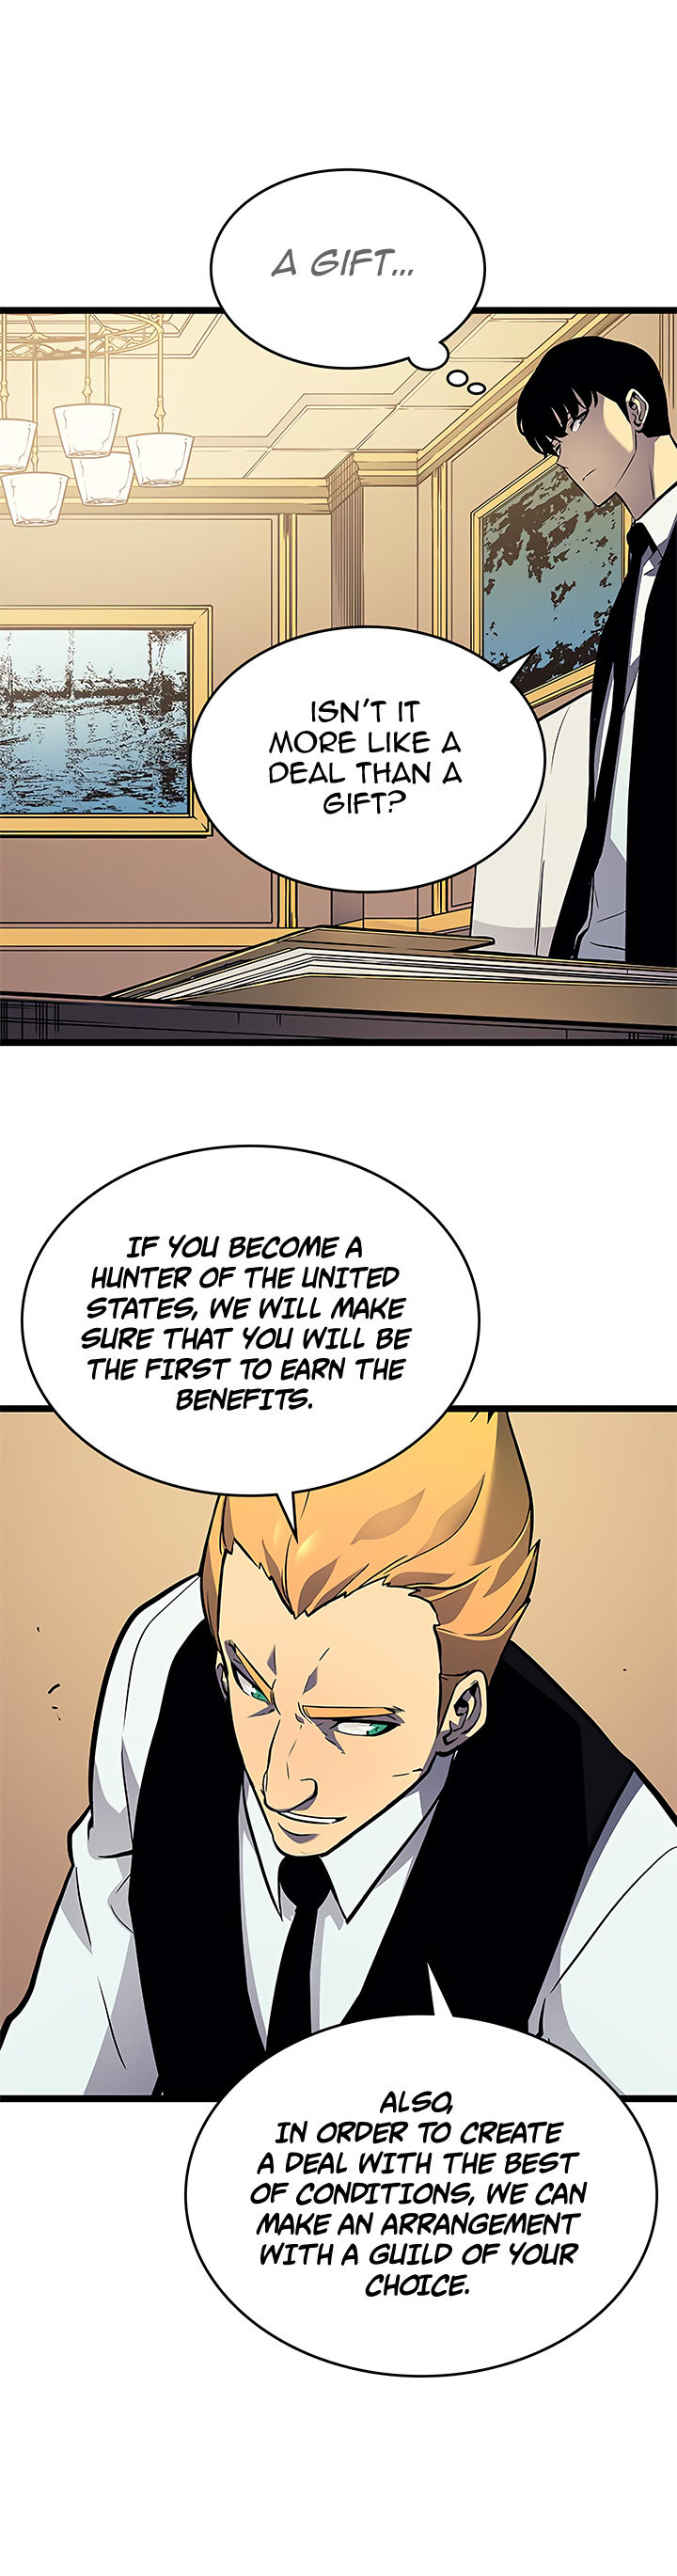 A GIFT...
ISN'T IT
MORE LIKE A
DEAL THAN A
GIFT?
IF YOU BECOME A
HUNTER OF THE UNITED
STATES, WE WILL MAKE
SURE THAT YOU WILL BE
THE FIRST TO EARN THE
BENEFITS.
ALSO,
IN ORDER TO CREATE
A DEAL WITH THE BEST
OF CONDITIONS, WE CAN
MAKE AN ARRANGEMENT
WITH A GUILD OF YOUR
CHOICE.